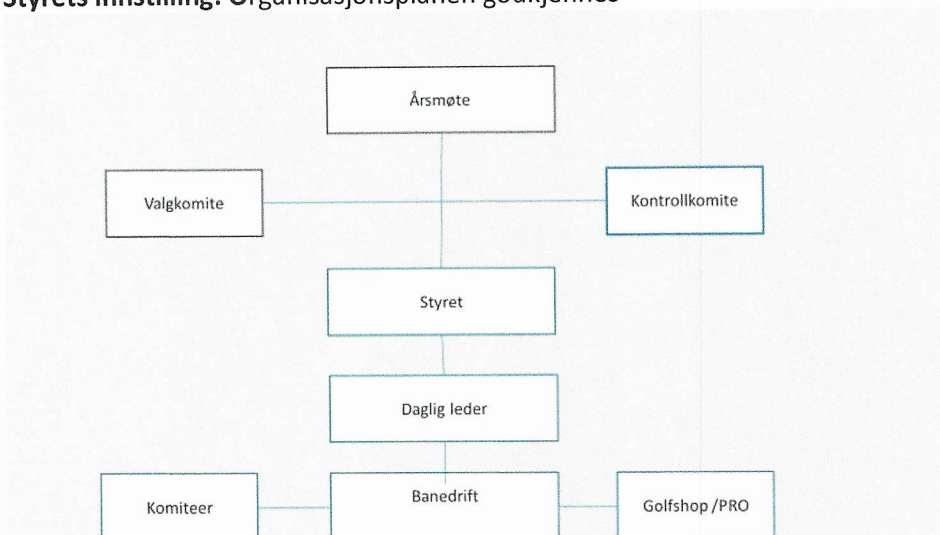 Styrets innstilling: Organisasjonsplanen godkjennes
Årsmøte
Valgkomite
Kontrollkomite
Styret
Daglig leder
Komiteer
Banedrift
Golfshop /PRO